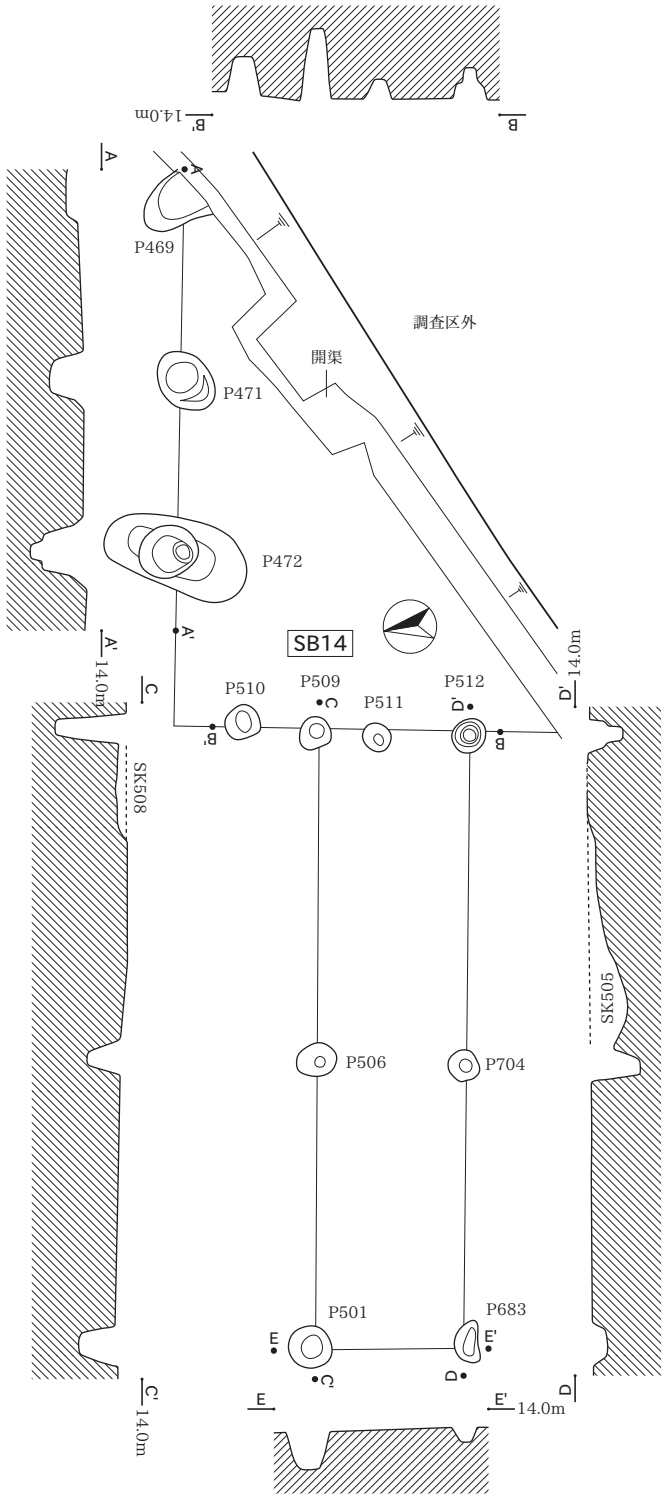 14.0m
B'
B
A
A
P469
調査区外
開渠
P471
P472
A'
A'
14.0m
SB14
14.0m
C
P510
P509
C
P511
D'
P512
D'
B'
B
SK508
SK505
P506
P704
P501
P683
E
E'
C'
D
C'
14.0m
E
E'
14.0m
D